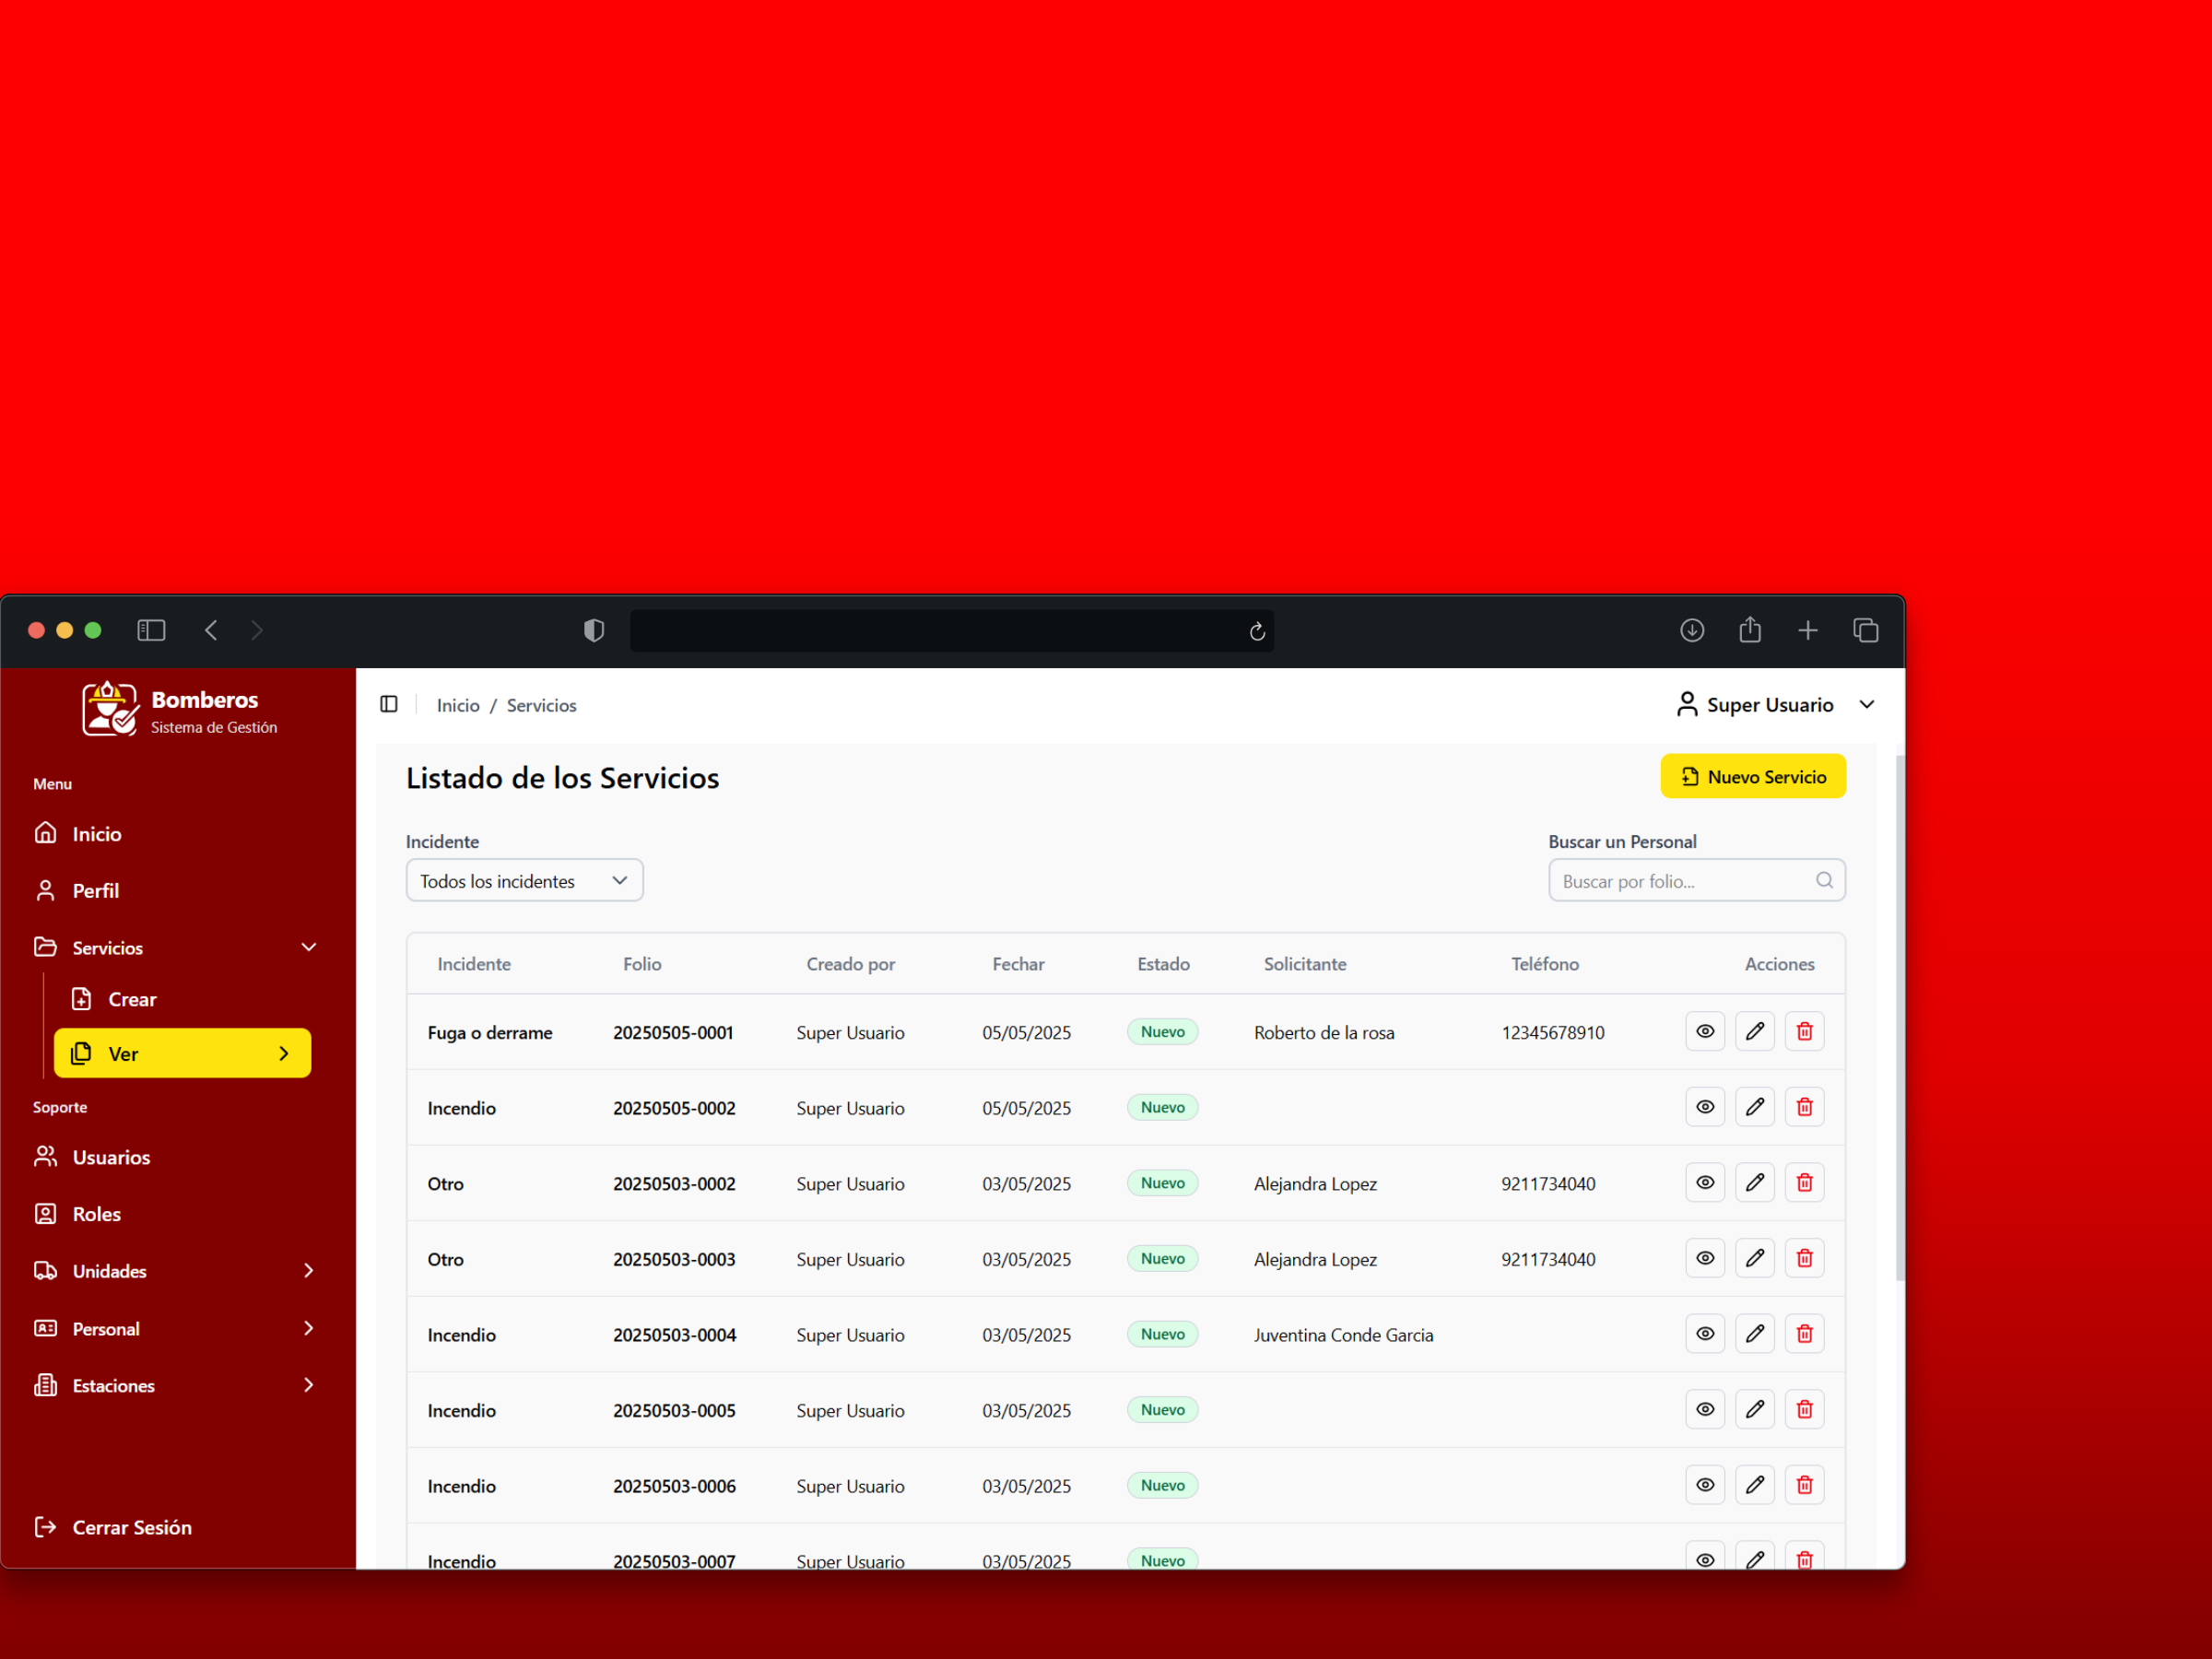 Bomberos
Sistema de Gestión
Menu
Inicio
Perfil
Servicios
Crear
Ver
Soporte
Usuarios
Roles
Unidades
Personal
Estaciones
Cerrar Sesión
Inicio / Servicios
Super Usuario
Listado de los Servicios
Nuevo Servicio
Incidente
Todos los incidentes
Buscar un Personal
Buscar por folio...
Incidente Folio Creado por Fechar Estado Solicitante Teléfono Acciones
Fuga o derrame 20250505-0001 Super Usuario 05/05/2025 Nuevo Roberto de la rosa 12345678910
Incendio 20250505-0002 Super Usuario 05/05/2025 Nuevo
Otro 20250503-0002 Super Usuario 03/05/2025 Nuevo Alejandra Lopez 9211734040
Otro 20250503-0003 Super Usuario 03/05/2025 Nuevo Alejandra Lopez 9211734040
Incendio 20250503-0004 Super Usuario 03/05/2025 Nuevo Juventina Conde Garcia
Incendio 20250503-0005 Super Usuario 03/05/2025 Nuevo
Incendio 20250503-0006 Super Usuario 03/05/2025 Nuevo
Incendio 20250503-0007 Super Usuario 03/05/2025 Nuevo